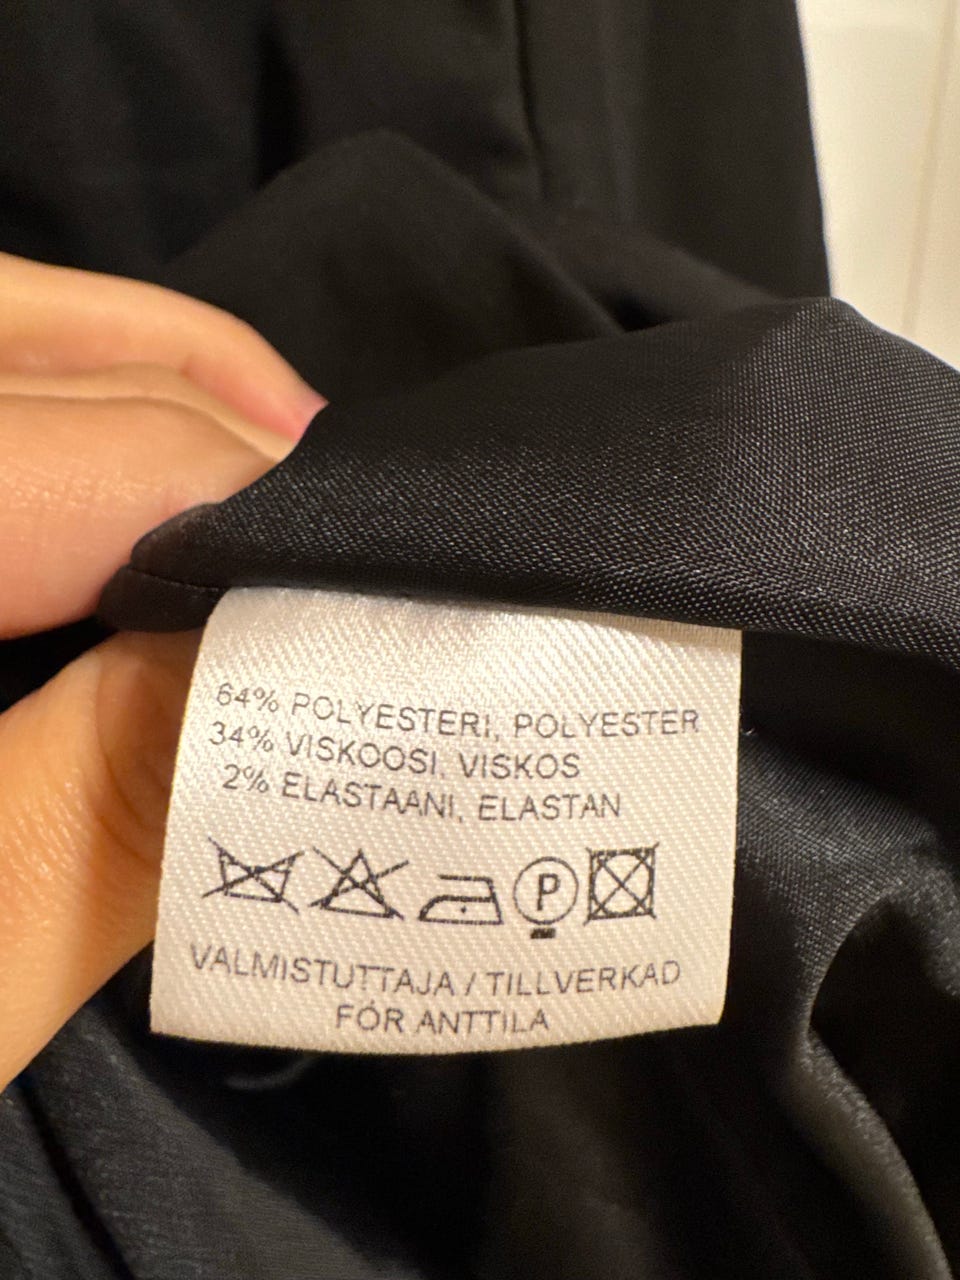 64% POLYESTERI, POLYESTER
34% VISKOOSI, VISKOS
2% ELASTAANI, ELASTAN
P
VALMISTUTTAJA / TILLVERKAD
FÖR ANTTILA